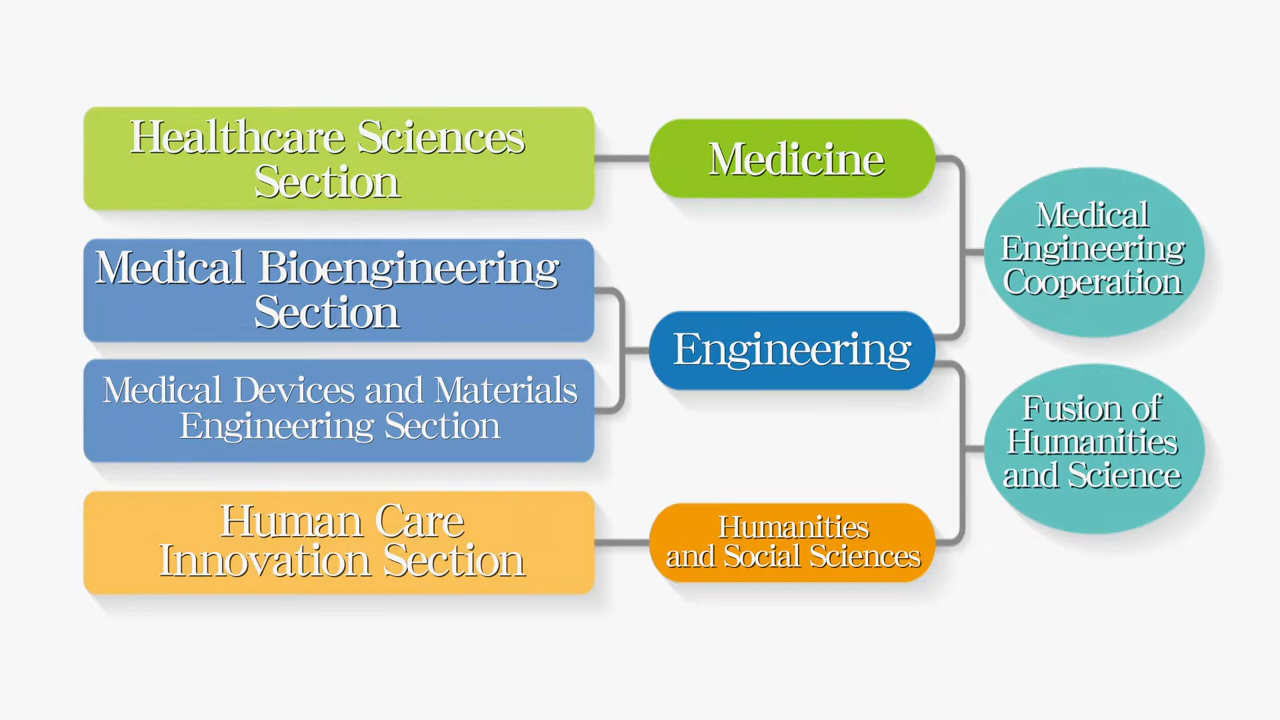 Healthcare Sciences
Section
Medicine
Medical Bioengineering
Section
Medical Devices and Materials
Engineering Section
Engineering
Human Care
Innovation Section
Humanities
and Social Sciences
Medical
Engineering
Cooperation
Fusion of
Humanities
and Science